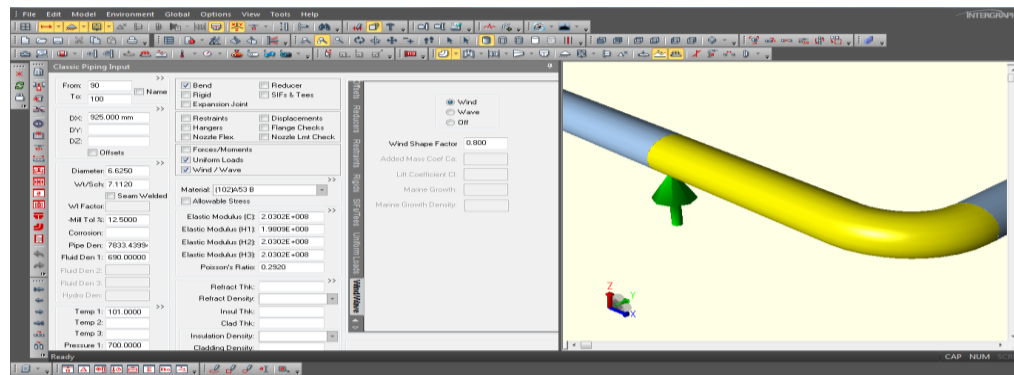 File Edit Model Environment Global Options View Tools Help
INTERGRAPH
Classic Piping Input
From: 90
To: 100
Name
>>
DX: 925.000 mm
DY:
DZ:
Offsets
>>
Diameter: 6.6250
Wt/Sch: 7.1120
Seam Welded
Wl Factor:
-Mill Tol %: 12.5000
Corrosion:
Pipe Den: 7833.4399
Fluid Den 1: 690.00000
Fluid Den 2:
Fluid Den 3:
Hydro Den:
>>
Temp 1: 101.0000
Temp 2:
Temp 3:
Pressure 1: 700.0000
Bend
Reducer
Rigid
SIFs & Tees
Expansion Joint
Restraints
Displacements
Hangers
Flange Checks
Nozzle Flex.
Nozzle Lmt Check
Forces/Moments
Uniform Loads
Wind / Wave
>>
Material: (102)A53 B
Allowable Stress
>>
Elastic Modulus (C): 2.0302E+008
Elastic Modulus (H1): 1.9809E+008
Elastic Modulus (H2): 2.0302E+008
Elastic Modulus (H3): 2.0302E+008
Poisson's Ratio: 0.2920
>>
Refract Thk:
Refract Density:
Insul Thk:
Clad Thk:
Insulation Density:
Cladding Density:
Offsets
Reducers
Restraints
Rigids
SIFs/Tees
Uniform Loads
Wind/Wave
Wind
Wave
Off
Wind Shape Factor 0.800
Added Mass Coef Ca:
Lift Coefficient Cl:
Marine Growth:
Marine Growth Density:
Z
Y
X
Ready
CAP NUM SCR